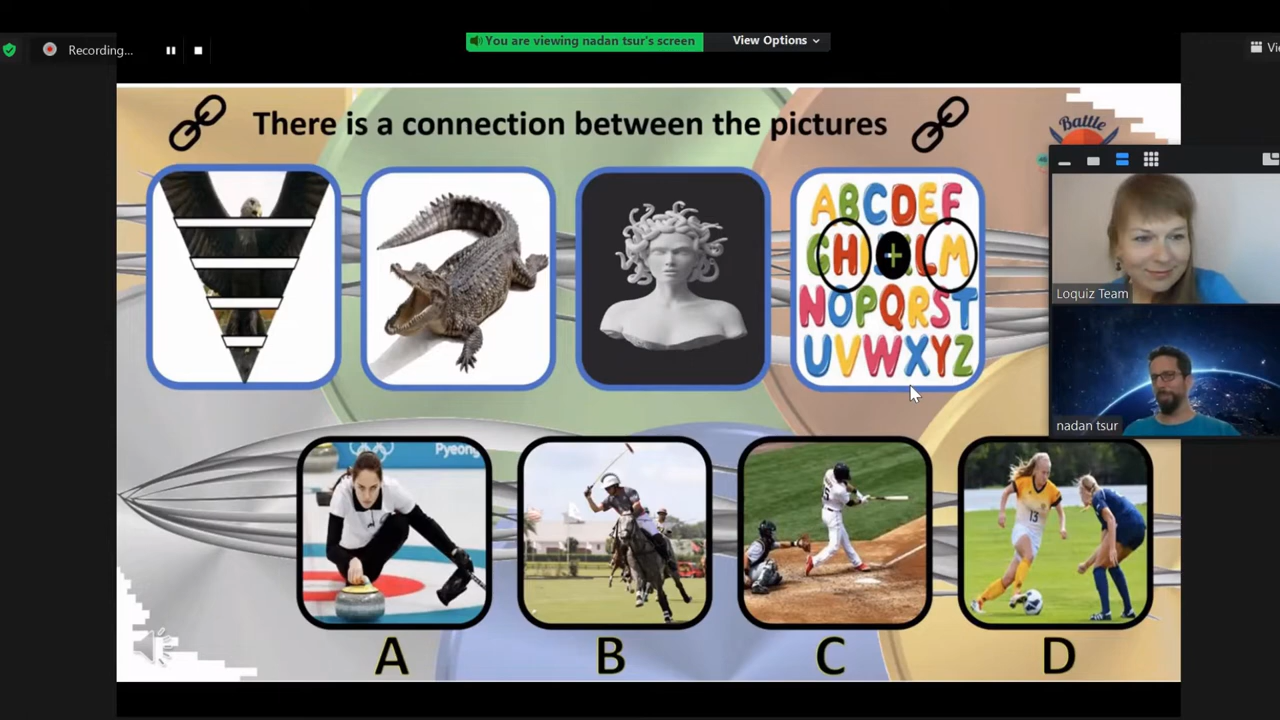 Recording...
You are viewing nadan tsur's screen
View Options
There is a connection between the pictures
Battle
ABCDEF
GHI + LM
NOPQRST
UVWXYZ
Loquiz Team
nadan tsur
Pyeong
13
A
B
C
D